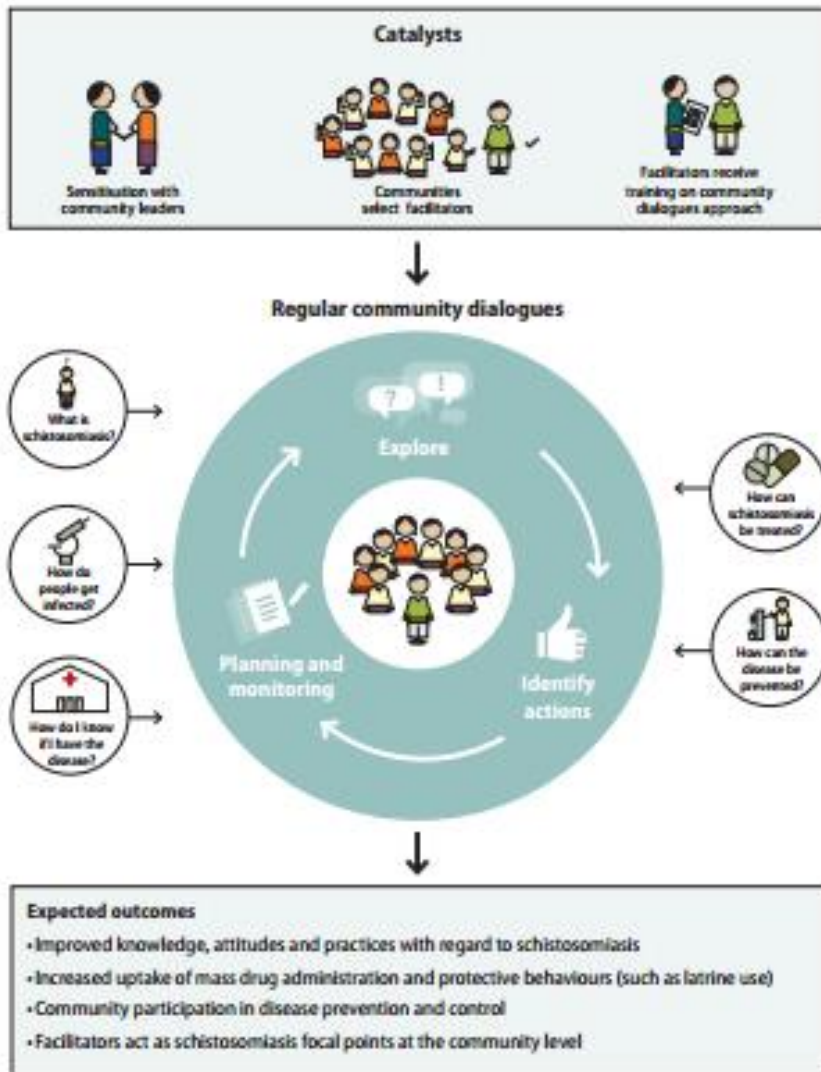 Catalysts
Sensitisation with
community leaders
Communities
select facilitators
Facilitators receive
training on community
dialogues approach
Regular community dialogues
What is
schistosomiasis?
How do
people get
infected?
How do I know
if I have the
disease?
? !
Explore
Planning and
monitoring
Identify
actions
How can
schistosomiasis
be treated?
How can the
disease be
prevented?
Expected outcomes
•Improved knowledge, attitudes and practices with regard to schistosomiasis
•Increased uptake of mass drug administration and protective behaviours (such as latrine use)
•Community participation in disease prevention and control
•Facilitators act as schistosomiasis focal points at the community level